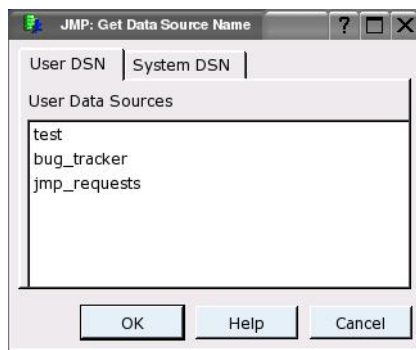 JMP: Get Data Source Name
User DSN System DSN
User Data Sources
test
bug_tracker
jmp_requests
OK Help Cancel